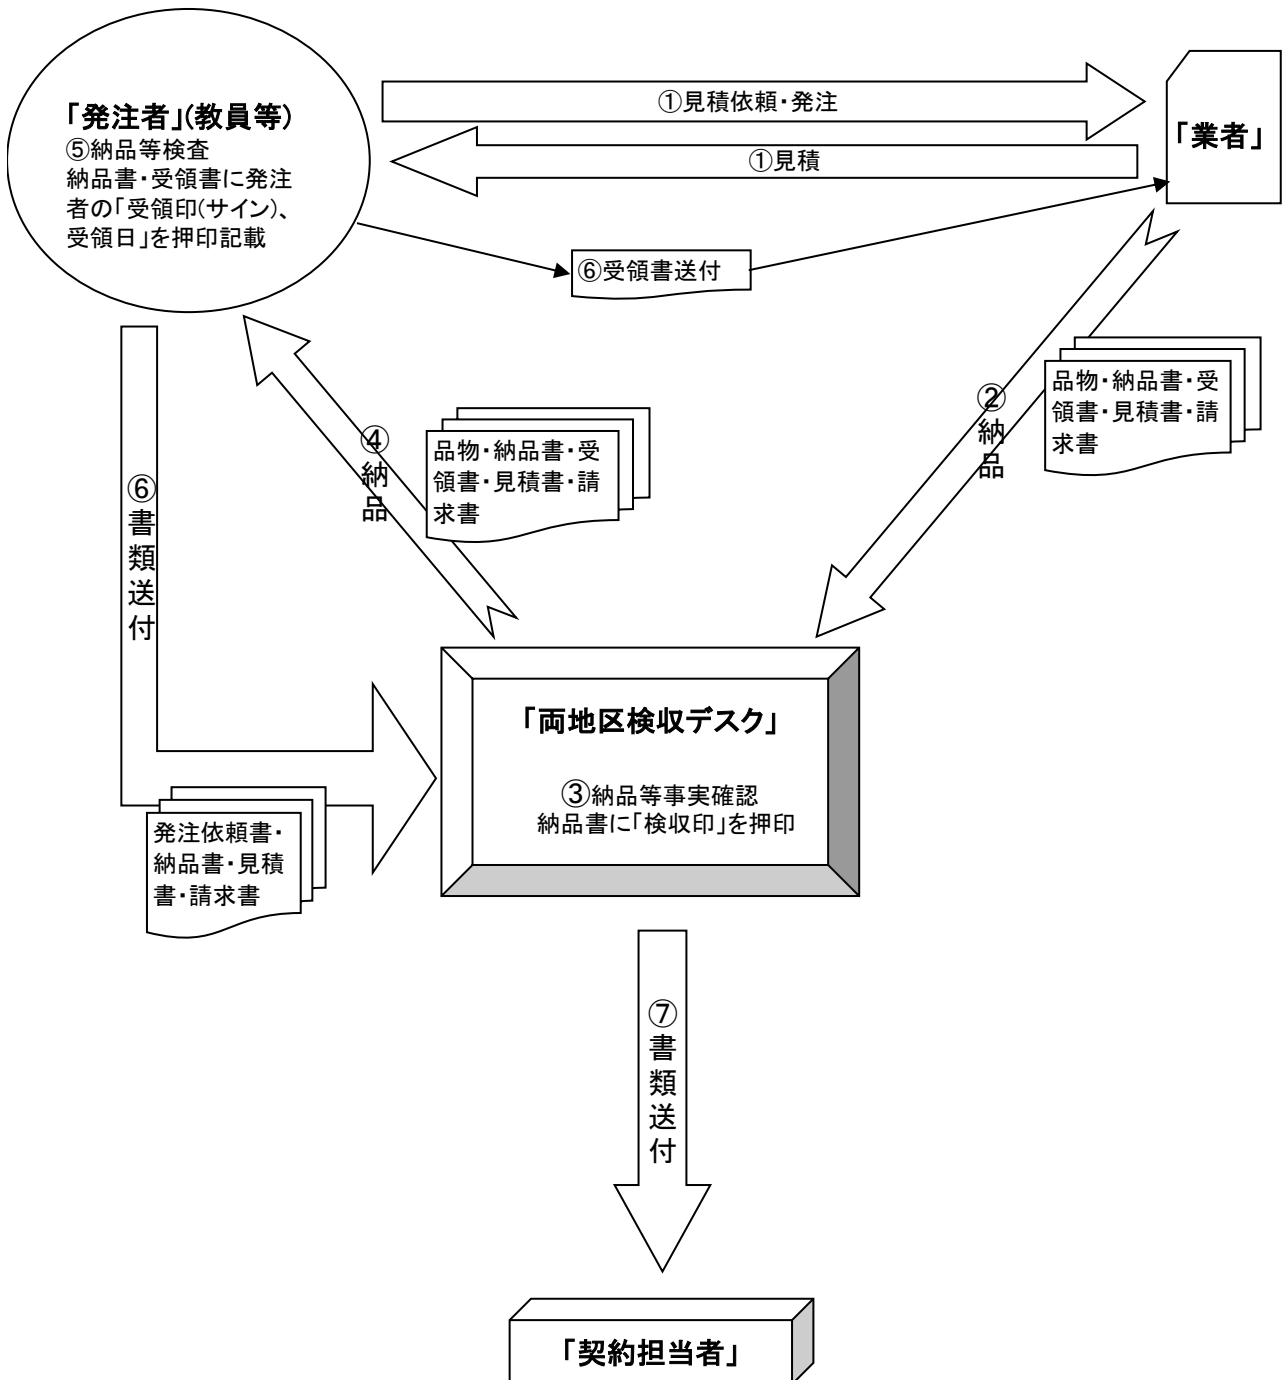 「発注者」(教員等)
⑤納品等検査
納品書・受領書に発注
者の「受領印(サイン)、
受領日」を押印記載
①見積依頼・発注
①見積
「業者」
⑥受領書送付
②納品
品物・納品書・受
領書・見積書・請
求書
④納品
品物・納品書・受
領書・見積書・請
求書
⑥書類送付
発注依頼書・
納品書・見積
書・請求書
「両地区検収デスク」
③納品等事実確認
納品書に「検収印」を押印
⑦書類送付
「契約担当者」